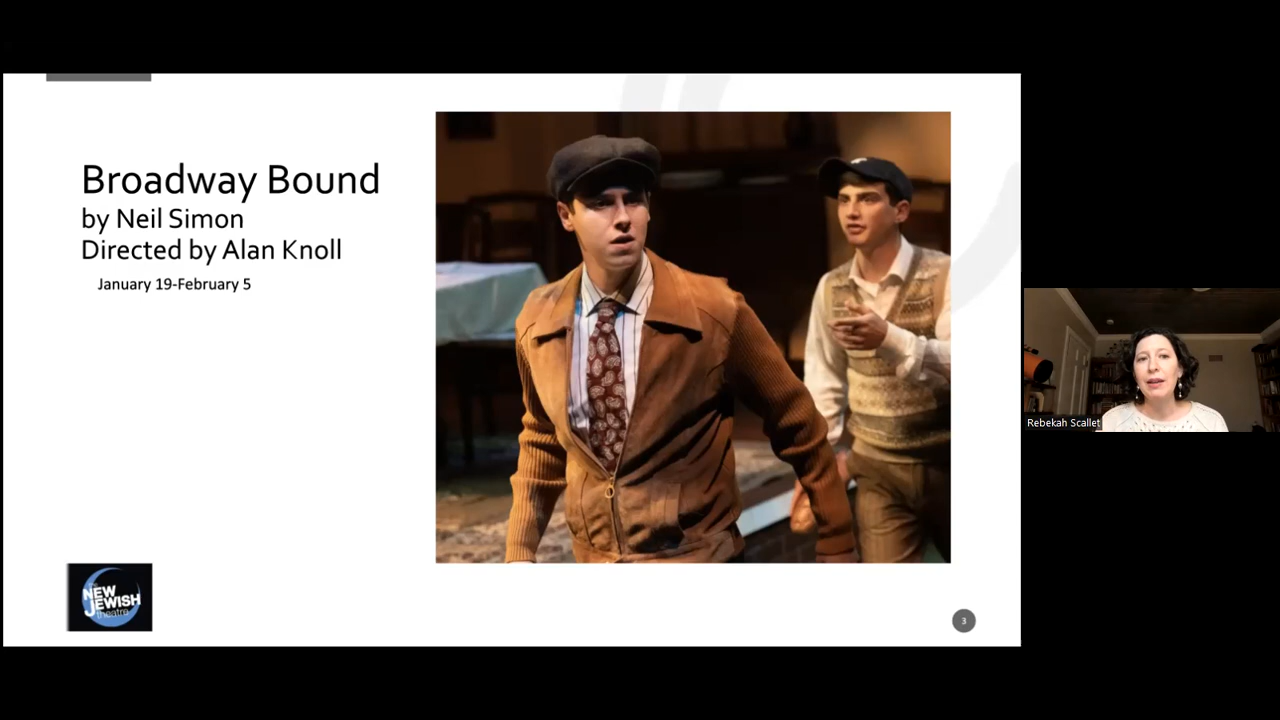 Broadway Bound
by Neil Simon
Directed by Alan Knoll
January 19-February 5
the
NEW
JEWISH
theatre
3
Rebekah Scallet